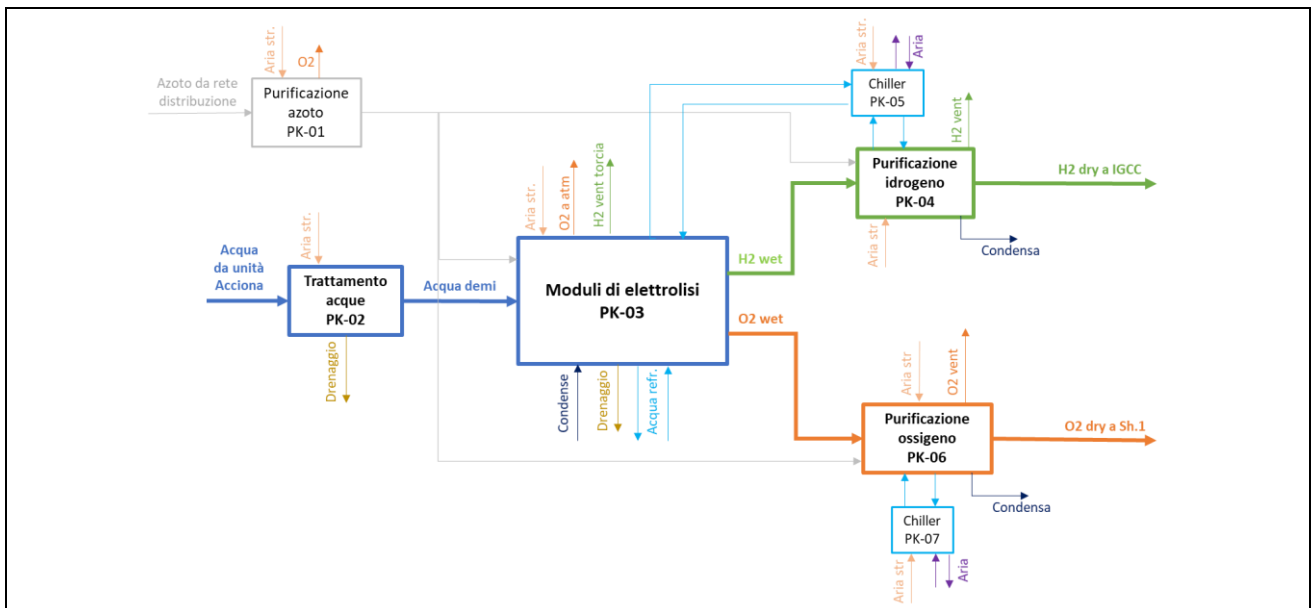 Aria str.
O2
Azoto da rete
distribuzione
Purificazione
azoto
PK-01
Aria str.
Aria
Chiller
PK-05
H2 vent
Purificazione
idrogeno
PK-04
H2 dry a IGCC
Aria str
Condensa
Aria str.
O2 a atm
H2 vent torcia
Aria str.
Acqua
da unità
Acciona
Trattamento
acque
PK-02
Acqua demi
Drenaggio
Moduli di elettrolisi
PK-03
H2 wet
O2 wet
Condense
Drenaggio
Acqua refr.
Aria str
O2 vent
Purificazione
ossigeno
PK-06
O2 dry a Sh.1
Condensa
Chiller
PK-07
Aria str
Aria